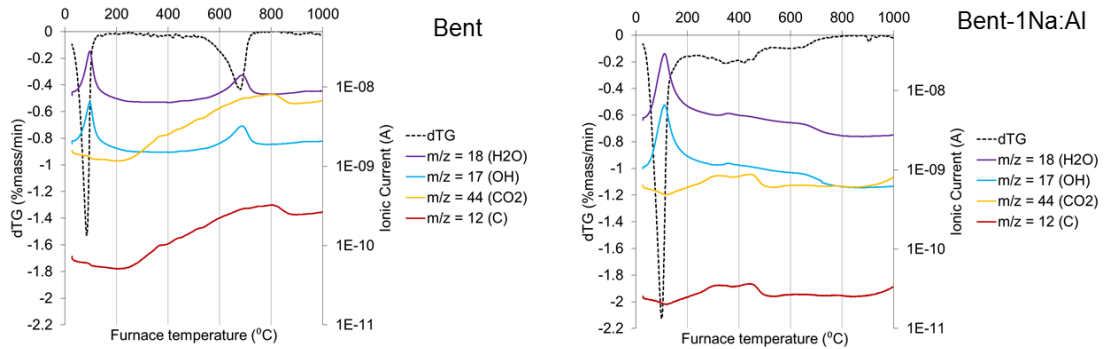 Bent
0 200 400 600 800 1000
0
-0.2
-0.4
-0.6
-0.8
-1
-1.2
-1.4
-1.6
-1.8
-2
-2.2
dTG (%mass/min)
1E-08
1E-09
1E-10
1E-11
Ionic Current (A)
Furnace temperature (⁰C)
dTG
m/z = 18 (H2O)
m/z = 17 (OH)
m/z = 44 (CO2)
m/z = 12 (C)
Bent-1Na:Al
0 200 400 600 800 1000
0
-0.2
-0.4
-0.6
-0.8
-1
-1.2
-1.4
-1.6
-1.8
-2
-2.2
dTG (%mass/min)
1E-08
1E-09
1E-10
1E-11
Ionic Current (A)
Furnace temperature (⁰C)
dTG
m/z = 18 (H2O)
m/z = 17 (OH)
m/z = 44 (CO2)
m/z = 12 (C)